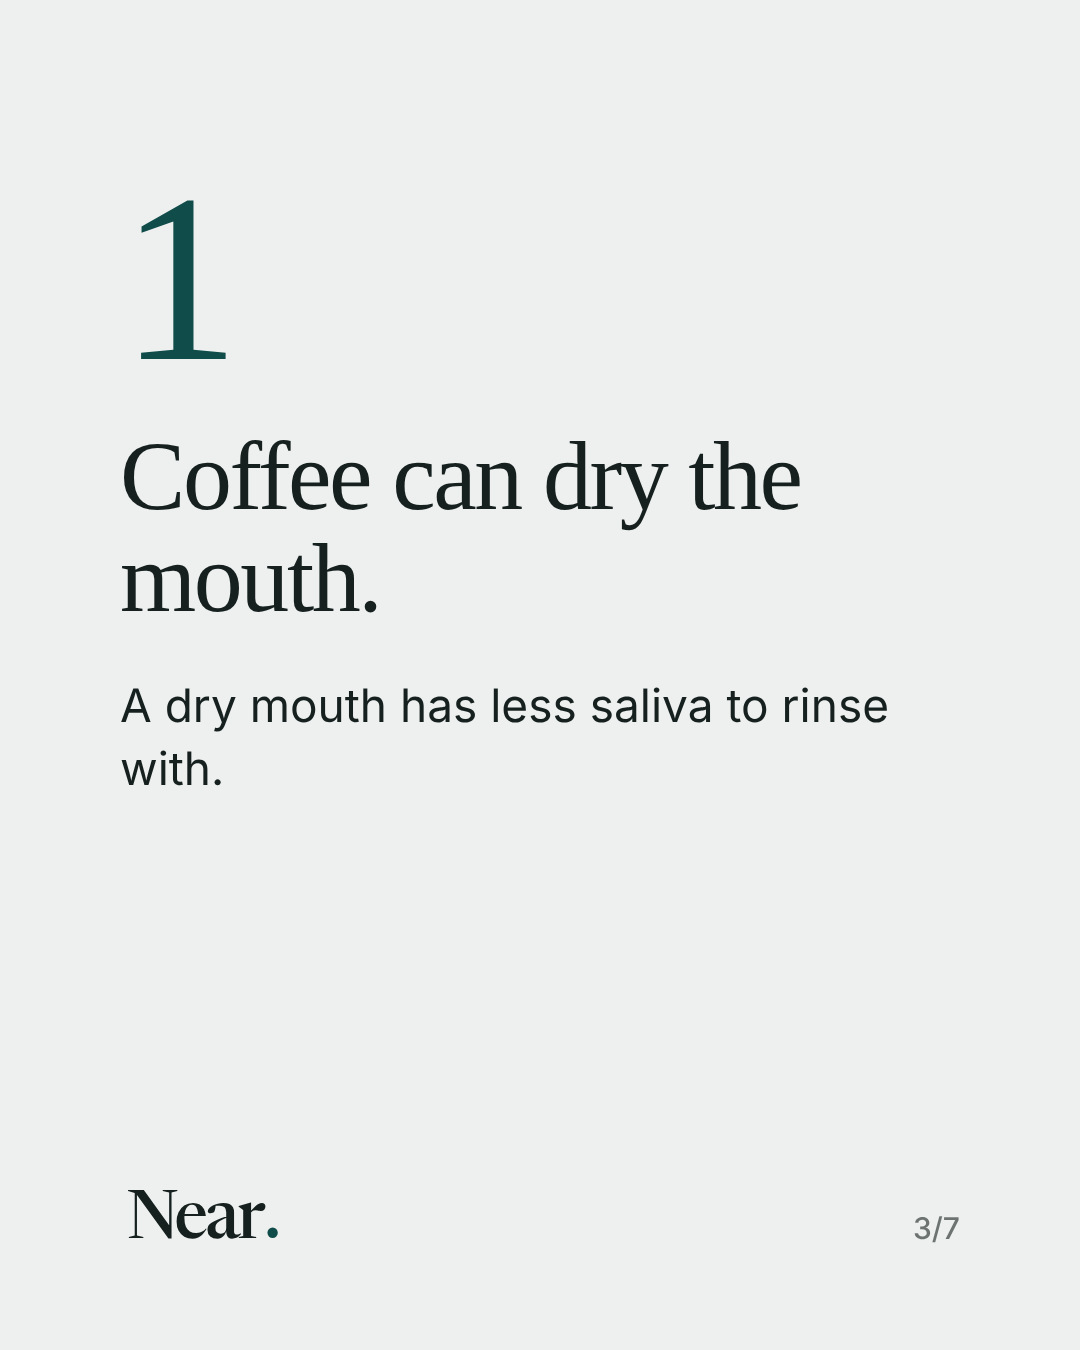 1
Coffee can dry the
mouth.
A dry mouth has less saliva to rinse
with.
Near.
3/7